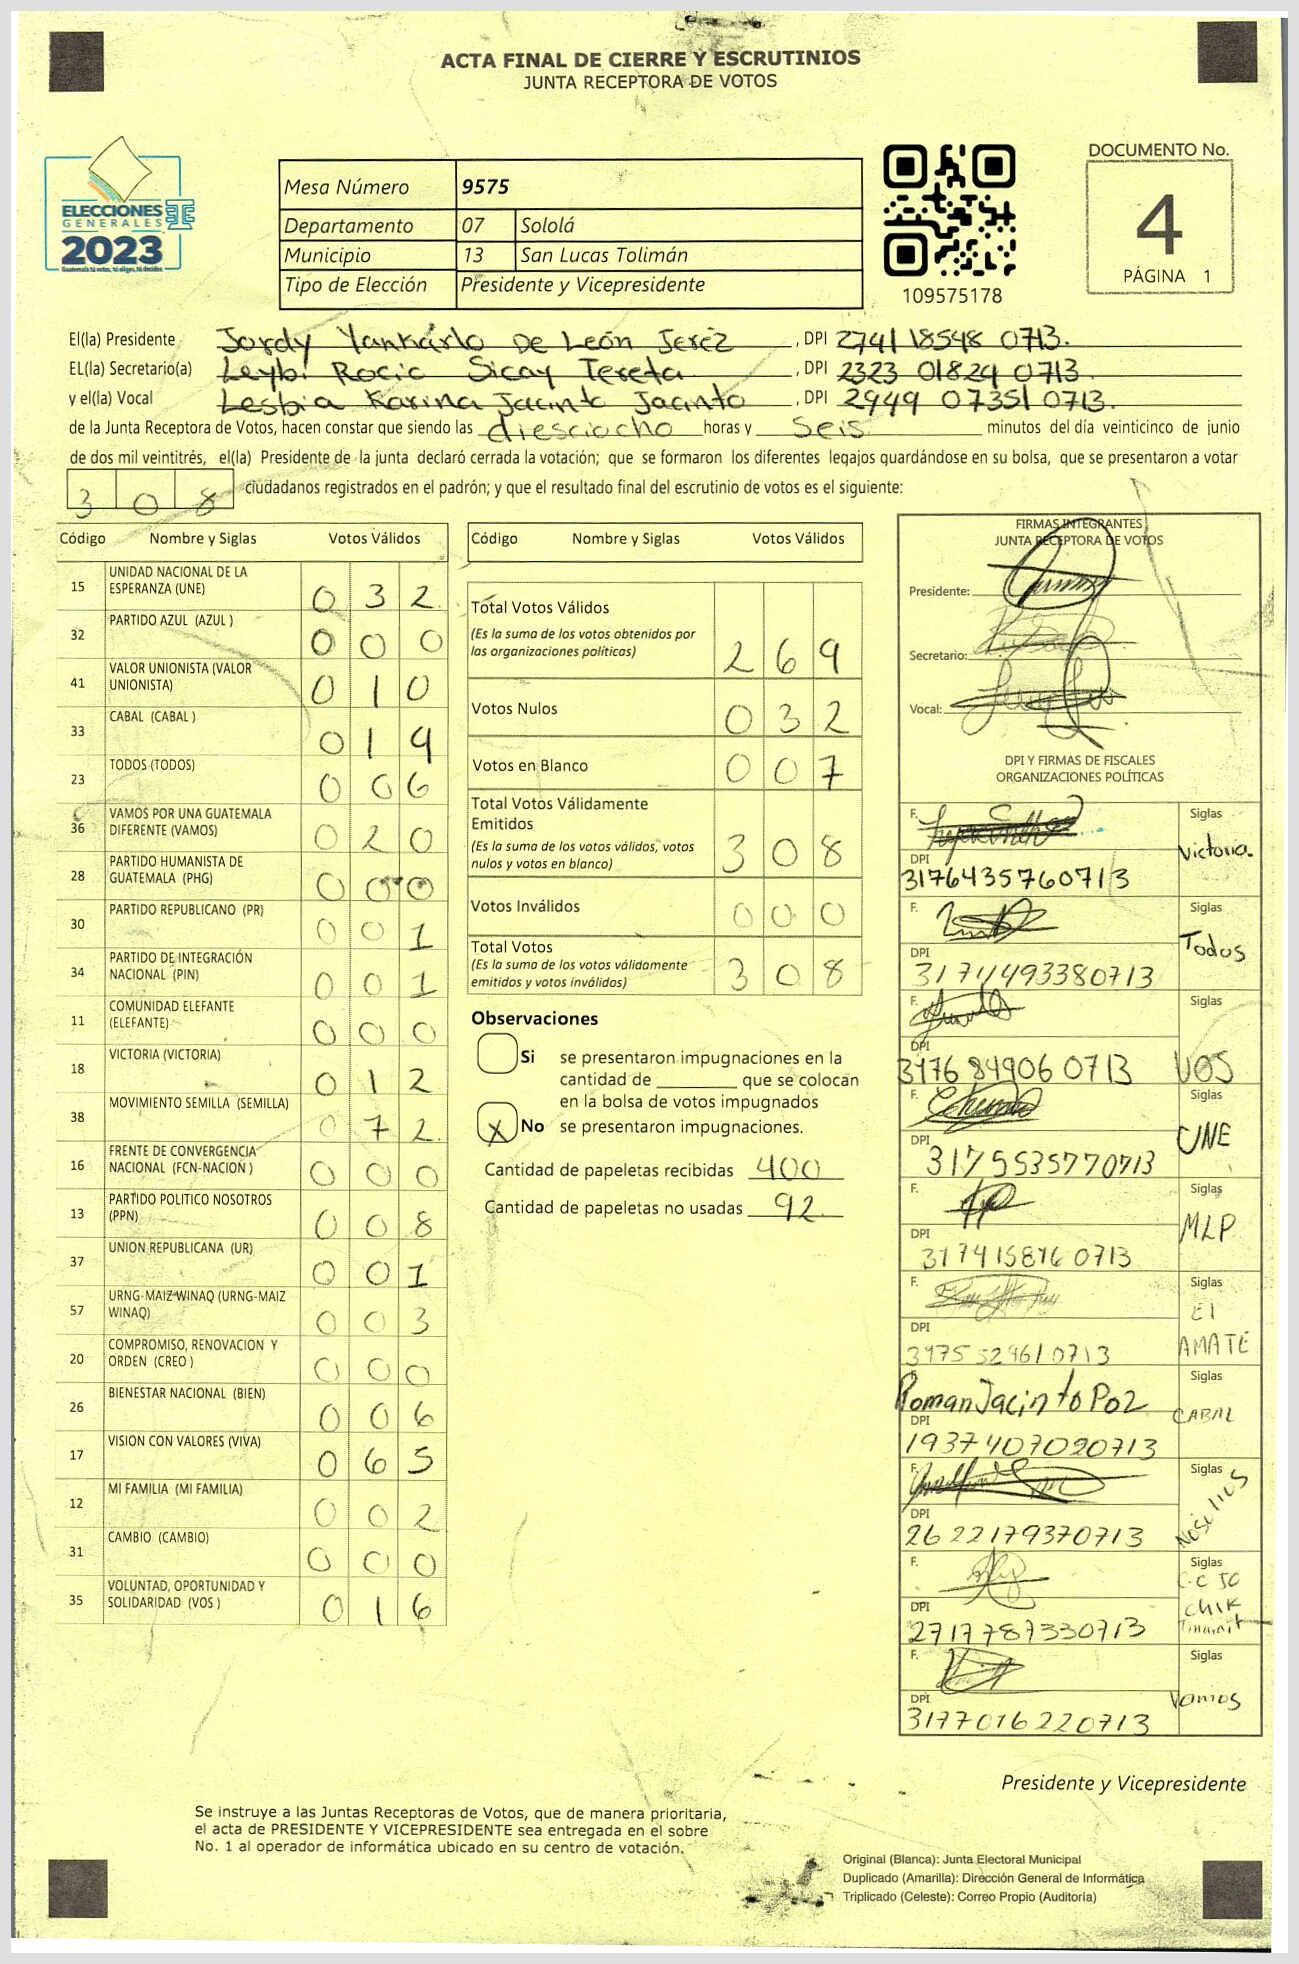 ACTA FINAL DE CIERRE Y ESCRUTINIOS
JUNTA RECEPTORA DE VOTOS
ELECCIONES
GENERALES
2023
Guatemala tú votas, tú eliges, tú decides
Mesa Número 9575
Departamento 07 Sololá
Municipio 13 San Lucas Tolimán
Tipo de Elección Presidente y Vicepresidente
109575178
DOCUMENTO No.
4
PÁGINA 1
El(la) Presidente Jordy Yankarlo De León Jeréz , DPI 2741 18548 0713.
EL(la) Secretario(a) Leybi Rocio Sicay Tereta , DPI 2323 01824 0713
y el(la) Vocal Lesbia Karina Jacinto Jacinto , DPI 2949 07351 0713.
de la Junta Receptora de Votos, hacen constar que siendo las diesciocho horas y Seis minutos del día veinticinco de junio
de dos mil veintitrés, el(la) Presidente de la junta declaró cerrada la votación; que se formaron los diferentes legajos guardándose en su bolsa, que se presentaron a votar
3 0 8 ciudadanos registrados en el padrón; y que el resultado final del escrutinio de votos es el siguiente:
Código Nombre y Siglas Votos Válidos
15 UNIDAD NACIONAL DE LA ESPERANZA (UNE) 0 3 2
32 PARTIDO AZUL (AZUL ) 0 0 0
41 VALOR UNIONISTA (VALOR UNIONISTA) 0 1 0
33 CABAL (CABAL ) 0 1 9
23 TODOS (TODOS) 0 0 6
36 VAMOS POR UNA GUATEMALA DIFERENTE (VAMOS) 0 2 0
28 PARTIDO HUMANISTA DE GUATEMALA (PHG) 0 0 0
30 PARTIDO REPUBLICANO (PR) 0 0 1
34 PARTIDO DE INTEGRACIÓN NACIONAL (PIN) 0 0 1
11 COMUNIDAD ELEFANTE (ELEFANTE) 0 0 0
18 VICTORIA (VICTORIA) 0 1 2
38 MOVIMIENTO SEMILLA (SEMILLA) 0 7 2
16 FRENTE DE CONVERGENCIA NACIONAL (FCN-NACION ) 0 0 0
13 PARTIDO POLITICO NOSOTROS (PPN) 0 0 8
37 UNION REPUBLICANA (UR) 0 0 1
57 URNG-MAIZ-WINAQ (URNG-MAIZ WINAQ) 0 0 3
20 COMPROMISO, RENOVACION Y ORDEN (CREO ) 0 0 0
26 BIENESTAR NACIONAL (BIEN) 0 0 6
17 VISION CON VALORES (VIVA) 0 6 5
12 MI FAMILIA (MI FAMILIA) 0 0 2
31 CAMBIO (CAMBIO) 0 0 0
35 VOLUNTAD, OPORTUNIDAD Y SOLIDARIDAD (VOS ) 0 1 6
Código Nombre y Siglas Votos Válidos
Total Votos Válidos
(Es la suma de los votos obtenidos por
las organizaciones políticas) 2 6 9
Votos Nulos 0 3 2
Votos en Blanco 0 0 7
Total Votos Válidamente
Emitidos
(Es la suma de los votos válidos, votos
nulos y votos en blanco) 3 0 8
Votos Inválidos 0 0 0
Total Votos
(Es la suma de los votos válidamente
emitidos y votos inválidos) 3 0 8
Observaciones
Si se presentaron impugnaciones en la
cantidad de ________ que se colocan
en la bolsa de votos impugnados
X No se presentaron impugnaciones.
Cantidad de papeletas recibidas 400
Cantidad de papeletas no usadas 92
FIRMAS INTEGRANTES
JUNTA RECEPTORA DE VOTOS
Presidente:
Secretario:
Vocal:
DPI Y FIRMAS DE FISCALES
ORGANIZACIONES POLÍTICAS
F. Siglas
Victoria.
DPI
3176435760713
F. Siglas
Todos
DPI
31711493380713
F. Siglas
DPI
3176849060713 VOS
F. Siglas
UNE
DPI
3175535770713
F. Siglas
MLP
DPI
3174158160713
F. Siglas
El
AMATE
DPI
3175529610713
F. Siglas
Roman Jacinto Poz
CABAL
DPI
1937407020713
F. Siglas
DPI
2622179370713
F. Siglas
DPI
2717787330713
F. Siglas
DPI Vamos
3177016220713
Presidente y Vicepresidente
Se instruye a las Juntas Receptoras de Votos, que de manera prioritaria,
el acta de PRESIDENTE Y VICEPRESIDENTE sea entregada en el sobre
No. 1 al operador de informática ubicado en su centro de votación.
Original (Blanca): Junta Electoral Municipal
Duplicado (Amarilla): Dirección General de Informática
Triplicado (Celeste): Correo Propio (Auditoría)